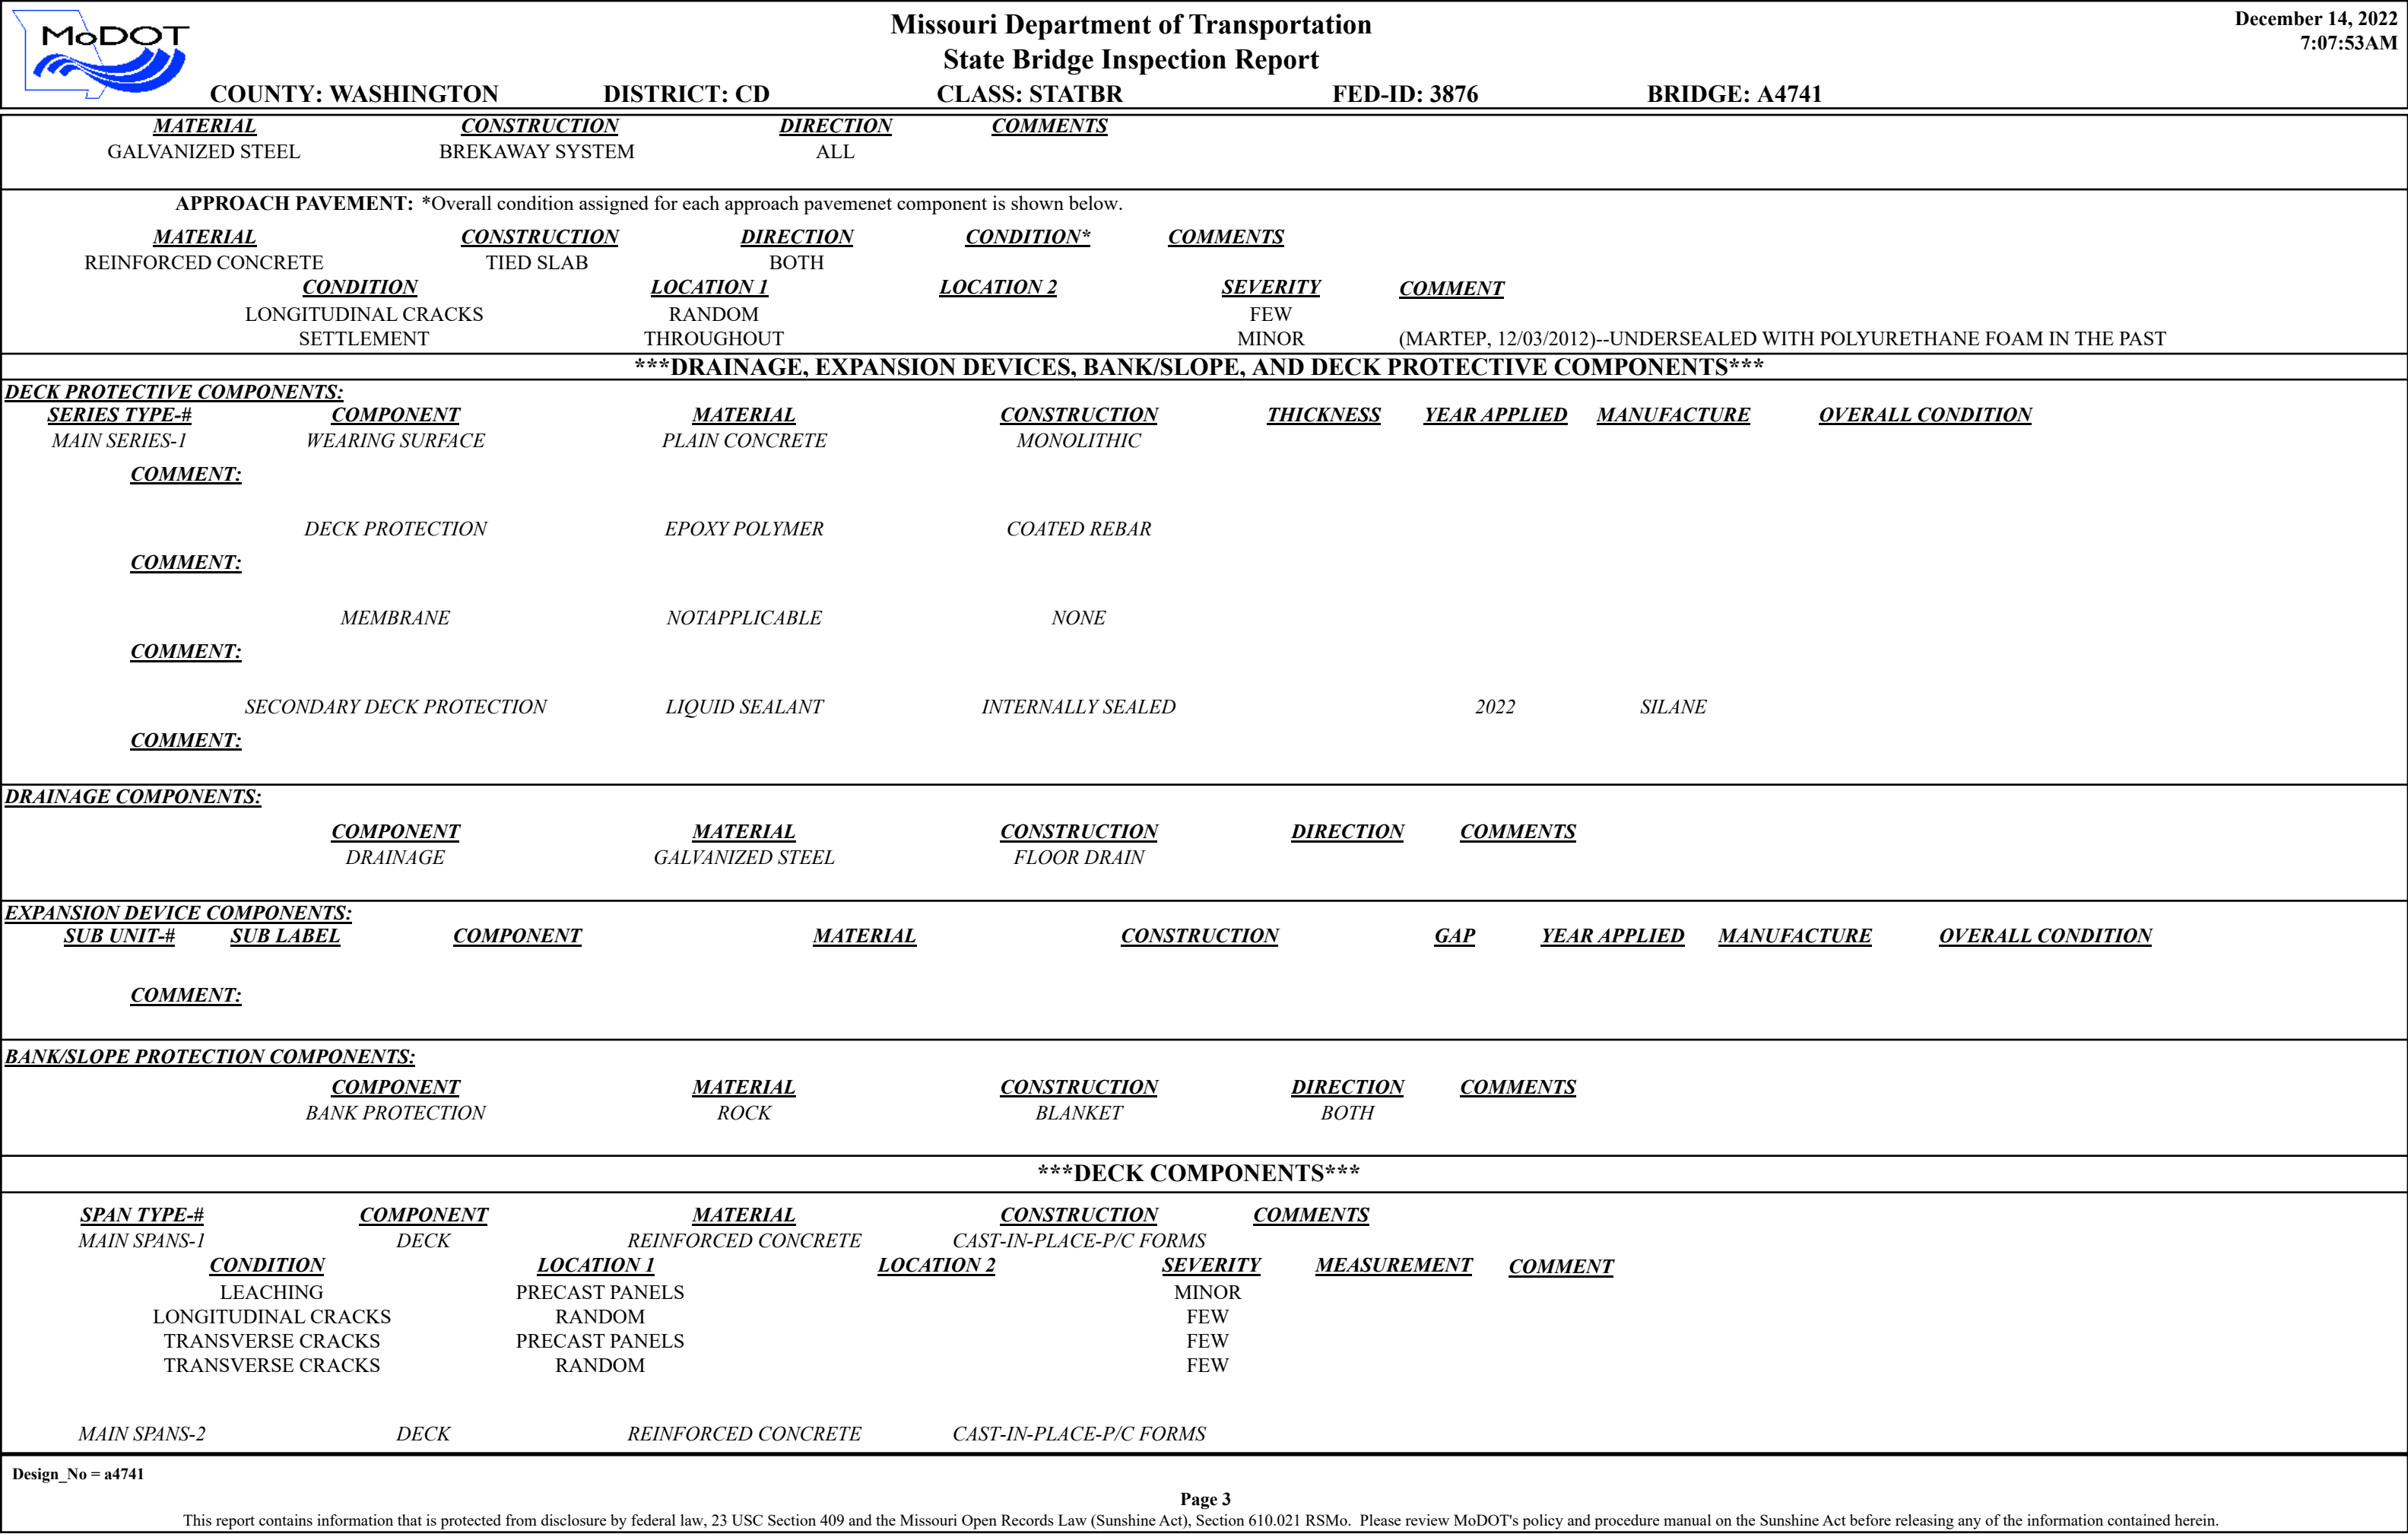 MoDOT
Missouri Department of Transportation
State Bridge Inspection Report
December 14, 2022
7:07:53AM
COUNTY: WASHINGTON DISTRICT: CD CLASS: STATBR FED-ID: 3876 BRIDGE: A4741
MATERIAL CONSTRUCTION DIRECTION COMMENTS
GALVANIZED STEEL BREKAWAY SYSTEM ALL
APPROACH PAVEMENT: *Overall condition assigned for each approach pavemenet component is shown below.
MATERIAL CONSTRUCTION DIRECTION CONDITION* COMMENTS
REINFORCED CONCRETE TIED SLAB BOTH
CONDITION LOCATION 1 LOCATION 2 SEVERITY COMMENT
LONGITUDINAL CRACKS RANDOM FEW
SETTLEMENT THROUGHOUT MINOR (MARTEP, 12/03/2012)--UNDERSEALED WITH POLYURETHANE FOAM IN THE PAST
***DRAINAGE, EXPANSION DEVICES, BANK/SLOPE, AND DECK PROTECTIVE COMPONENTS***
DECK PROTECTIVE COMPONENTS:
SERIES TYPE-# COMPONENT MATERIAL CONSTRUCTION THICKNESS YEAR APPLIED MANUFACTURE OVERALL CONDITION
MAIN SERIES-1 WEARING SURFACE PLAIN CONCRETE MONOLITHIC
COMMENT:
DECK PROTECTION EPOXY POLYMER COATED REBAR
COMMENT:
MEMBRANE NOTAPPLICABLE NONE
COMMENT:
SECONDARY DECK PROTECTION LIQUID SEALANT INTERNALLY SEALED 2022 SILANE
COMMENT:
DRAINAGE COMPONENTS:
COMPONENT MATERIAL CONSTRUCTION DIRECTION COMMENTS
DRAINAGE GALVANIZED STEEL FLOOR DRAIN
EXPANSION DEVICE COMPONENTS:
SUB UNIT-# SUB LABEL COMPONENT MATERIAL CONSTRUCTION GAP YEAR APPLIED MANUFACTURE OVERALL CONDITION
COMMENT:
BANK/SLOPE PROTECTION COMPONENTS:
COMPONENT MATERIAL CONSTRUCTION DIRECTION COMMENTS
BANK PROTECTION ROCK BLANKET BOTH
***DECK COMPONENTS***
SPAN TYPE-# COMPONENT MATERIAL CONSTRUCTION COMMENTS
MAIN SPANS-1 DECK REINFORCED CONCRETE CAST-IN-PLACE-P/C FORMS
CONDITION LOCATION 1 LOCATION 2 SEVERITY MEASUREMENT COMMENT
LEACHING PRECAST PANELS MINOR
LONGITUDINAL CRACKS RANDOM FEW
TRANSVERSE CRACKS PRECAST PANELS FEW
TRANSVERSE CRACKS RANDOM FEW
MAIN SPANS-2 DECK REINFORCED CONCRETE CAST-IN-PLACE-P/C FORMS
Design_No = a4741
Page 3
This report contains information that is protected from disclosure by federal law, 23 USC Section 409 and the Missouri Open Records Law (Sunshine Act), Section 610.021 RSMo. Please review MoDOT's policy and procedure manual on the Sunshine Act before releasing any of the information contained herein.